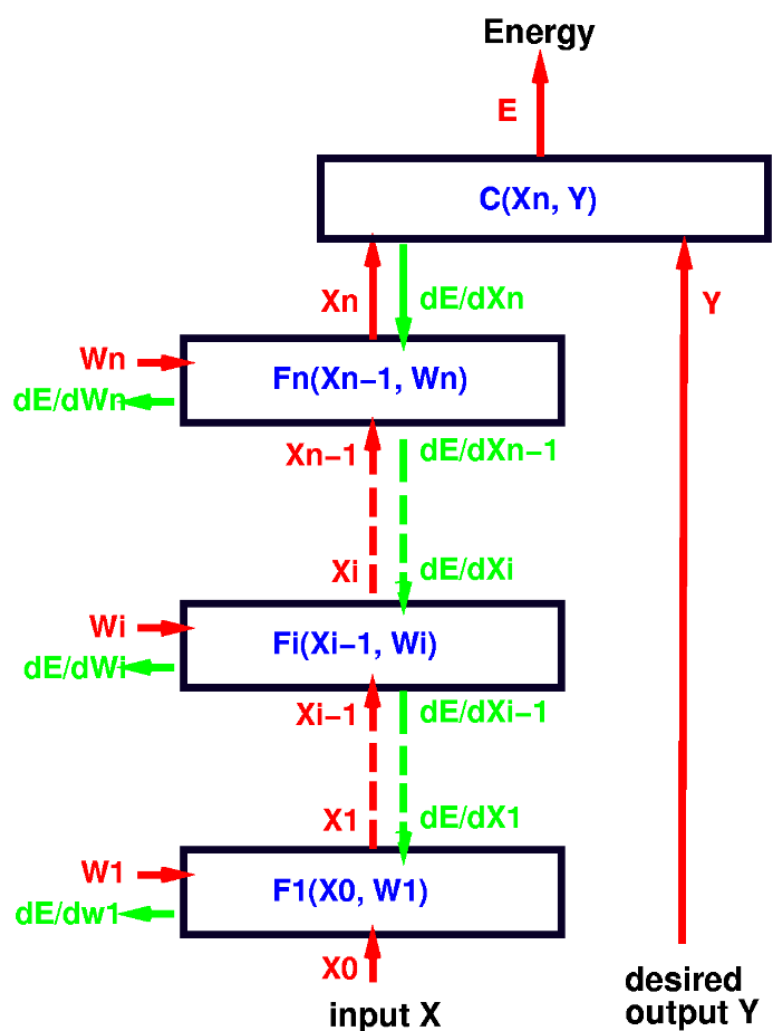 Energy
E
C(Xn, Y)
Xn
dE/dXn
Y
Wn
Fn(Xn−1, Wn)
dE/dWn
Xn−1
dE/dXn−1
Xi
dE/dXi
Wi
Fi(Xi−1, Wi)
dE/dWi
Xi−1
dE/dXi−1
X1
dE/dX1
W1
F1(X0, W1)
dE/dw1
X0
input X
desired
output Y